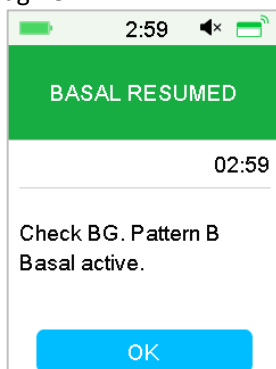 2:59
BASAL RESUMED
02:59
Check BG. Pattern B
Basal active.
OK